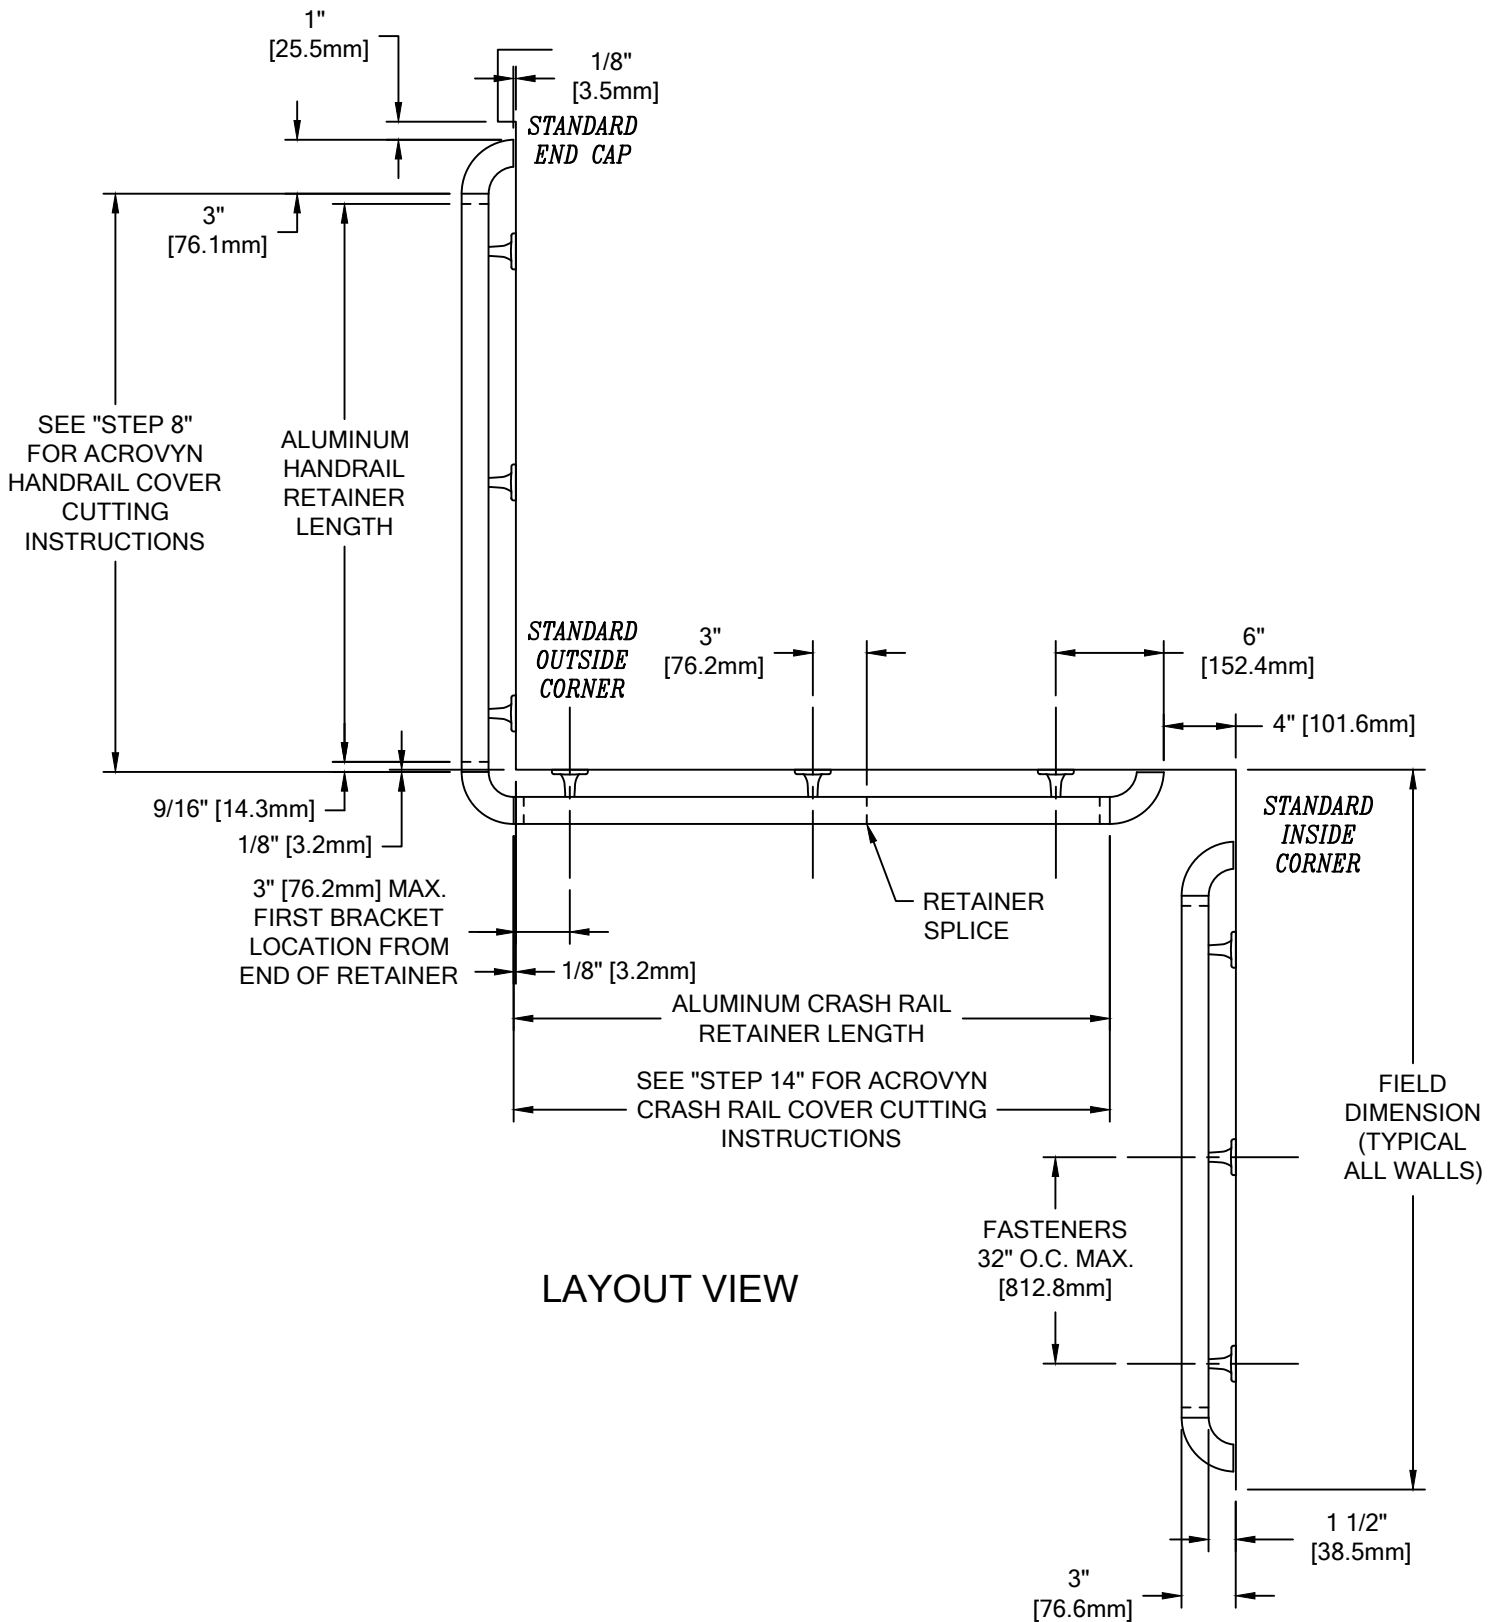 1"
[25.5mm]
1/8"
[3.5mm]
STANDARD
END CAP
3"
[76.1mm]
SEE "STEP 8"
FOR ACROVYN
HANDRAIL COVER
CUTTING
INSTRUCTIONS
ALUMINUM
HANDRAIL
RETAINER
LENGTH
STANDARD
OUTSIDE
CORNER
3"
[76.2mm]
6"
[152.4mm]
4" [101.6mm]
9/16" [14.3mm]
1/8" [3.2mm]
STANDARD
INSIDE
CORNER
3" [76.2mm] MAX.
FIRST BRACKET
LOCATION FROM
END OF RETAINER
RETAINER
SPLICE
1/8" [3.2mm]
ALUMINUM CRASH RAIL
RETAINER LENGTH
SEE "STEP 14" FOR ACROVYN
CRASH RAIL COVER CUTTING
INSTRUCTIONS
FIELD
DIMENSION
(TYPICAL
ALL WALLS)
FASTENERS
32" O.C. MAX.
[812.8mm]
LAYOUT VIEW
1 1/2"
[38.5mm]
3"
[76.6mm]